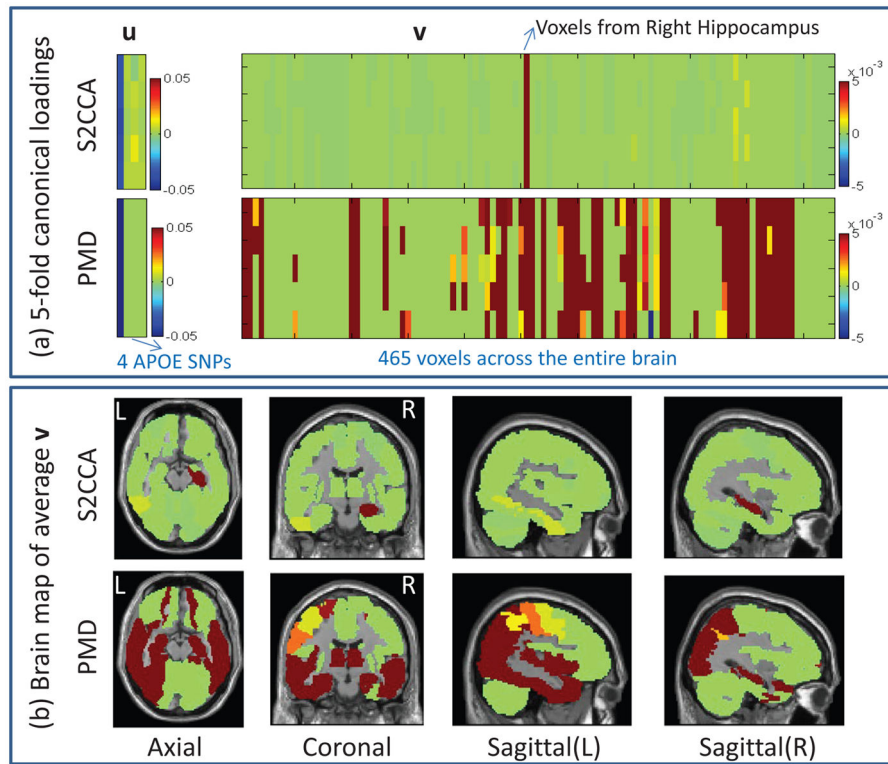 u
v
Voxels from Right Hippocampus
(a) 5-fold canonical loadings
S2CCA
0.05
0
-0.05
x 10-3
5
0
-5
PMD
0.05
0
-0.05
x 10-3
5
0
-5
4 APOE SNPs
465 voxels across the entire brain
(b) Brain map of average v
S2CCA
L
R
PMD
L
R
Axial
Coronal
Sagittal(L)
Sagittal(R)